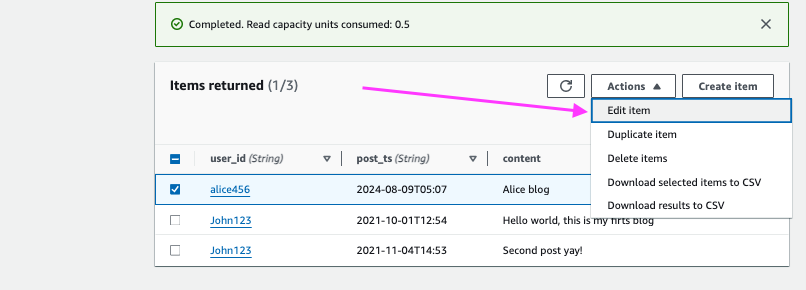 Completed. Read capacity units consumed: 0.5
Items returned (1/3)
Actions
Create item
Edit item
Duplicate item
Delete items
Download selected items to CSV
Download results to CSV
user_id (String) post_ts (String) content
alice456 2024-08-09T05:07 Alice blog
John123 2021-10-01T12:54 Hello world, this is my firts blog
John123 2021-11-04T14:53 Second post yay!